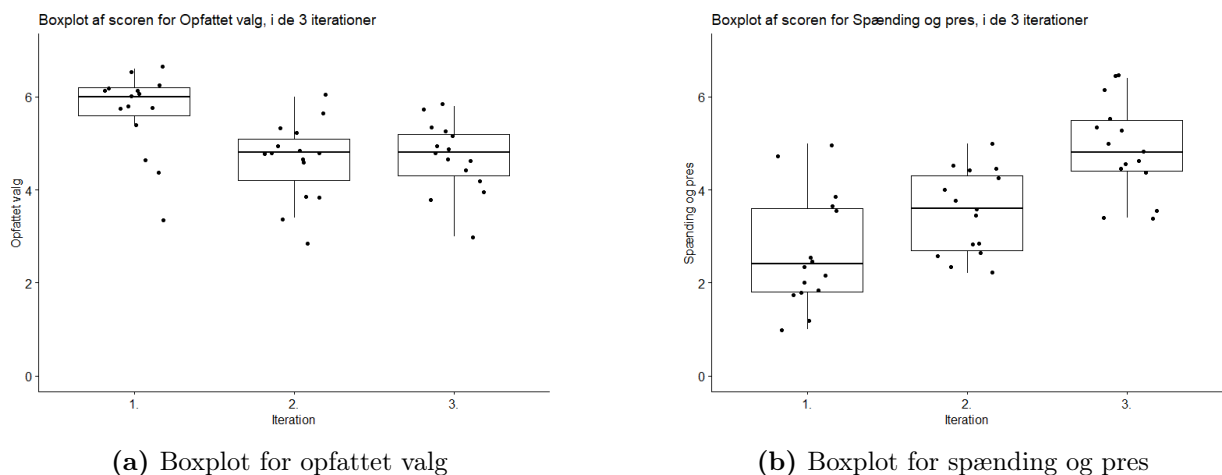 Boxplot af scoren for Opfattet valg, i de 3 iterationer
6
4
2
0
Opfattet valg
1.
2.
3.
Iteration
(a) Boxplot for opfattet valg
Boxplot af scoren for Spænding og pres, i de 3 iterationer
6
4
2
0
Spænding og pres
1.
2.
3.
Iteration
(b) Boxplot for spænding og pres